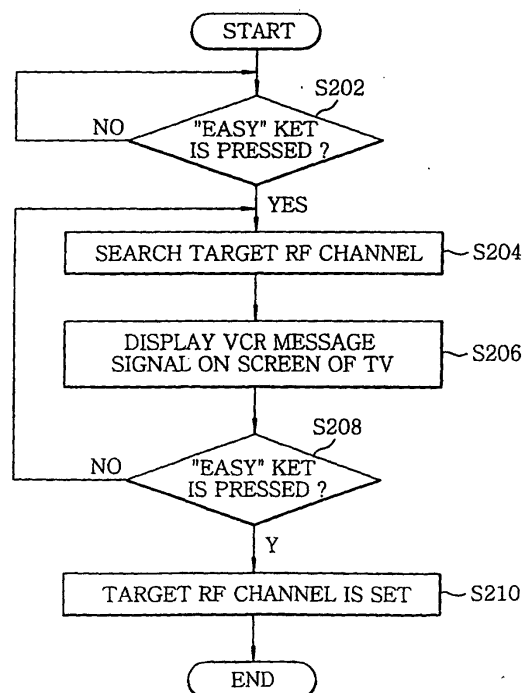 START
S202
"EASY" KET
IS PRESSED ?
NO
YES
SEARCH TARGET RF CHANNEL
S204
DISPLAY VCR MESSAGE
SIGNAL ON SCREEN OF TV
S206
S208
"EASY" KET
IS PRESSED ?
NO
Y
TARGET RF CHANNEL IS SET
S210
END